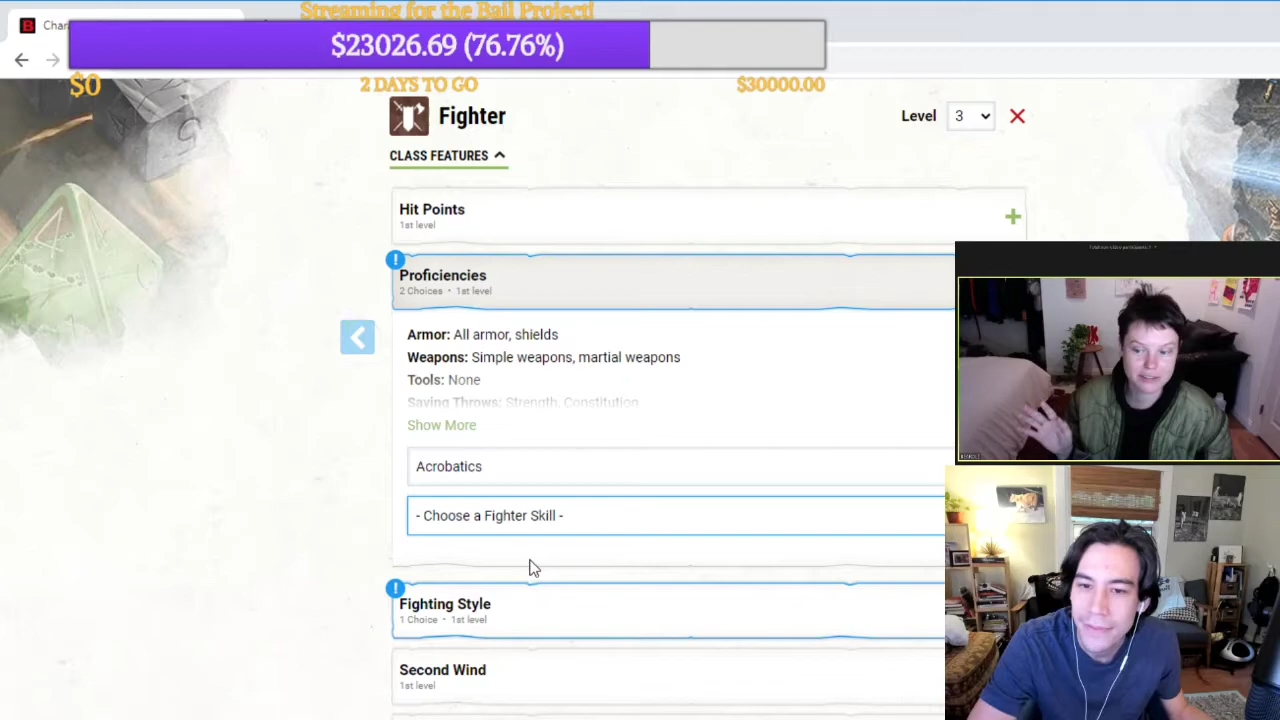 Streaming for the Bail Project!
Char
$23026.69 (76.76%)
$0
2 DAYS TO GO
$30000.00
Fighter
Level
3
CLASS FEATURES
Hit Points
1st level
!
Proficiencies
2 Choices • 1st level
Armor: All armor, shields
Weapons: Simple weapons, martial weapons
Tools: None
Saving Throws: Strength, Constitution
Show More
Acrobatics
- Choose a Fighter Skill -
!
Fighting Style
1 Choice • 1st level
Second Wind
1st level